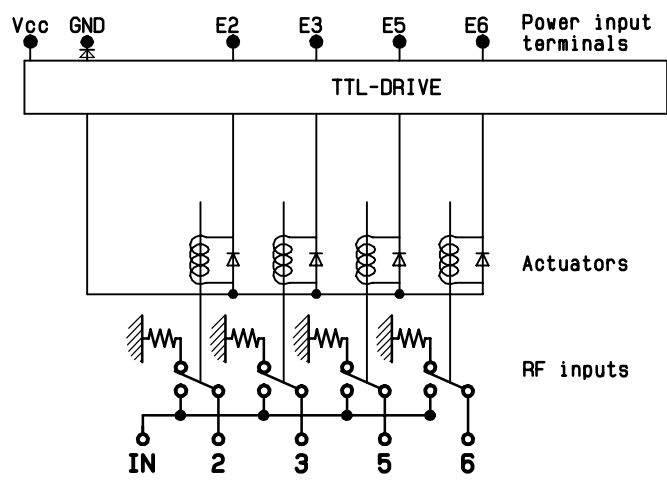 Vcc GND E2 E3 E5 E6 Power input
terminals
TTL-DRIVE
Actuators
RF inputs
IN 2 3 5 6